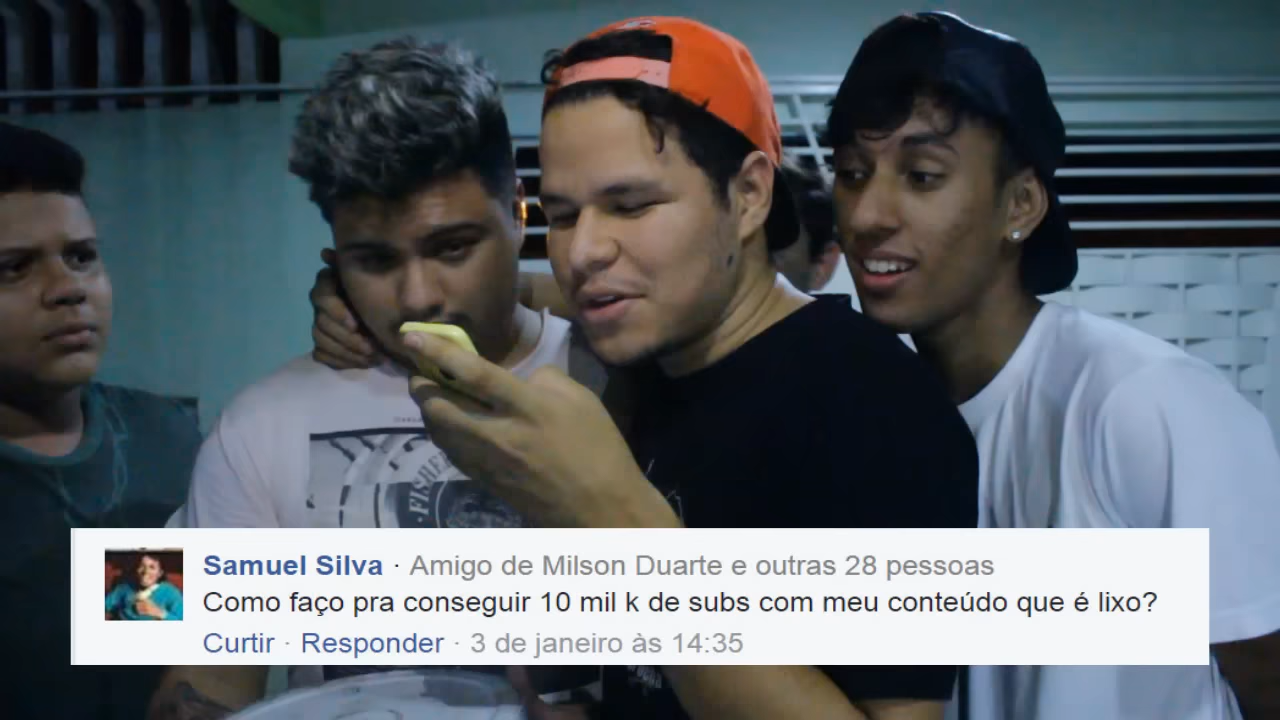 FISHE
Samuel Silva · Amigo de Milson Duarte e outras 28 pessoas
Como faço pra conseguir 10 mil k de subs com meu conteúdo que é lixo?
Curtir · Responder · 3 de janeiro às 14:35